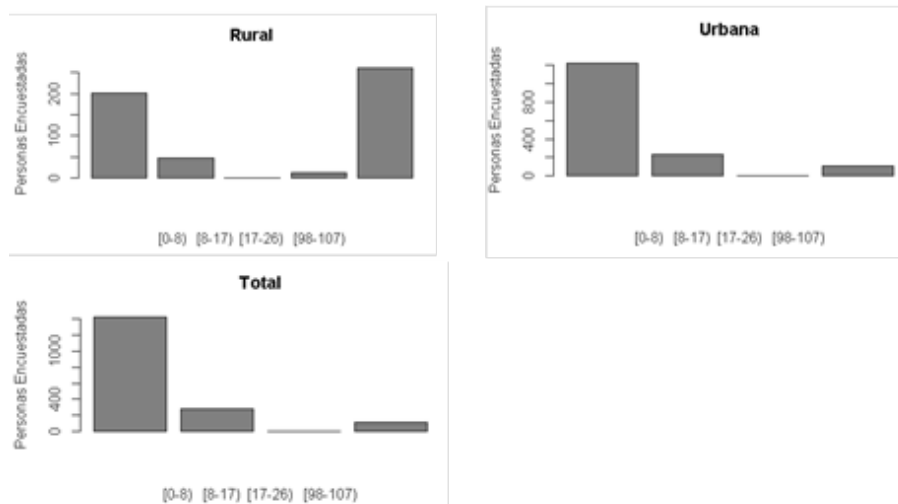 Rural
Personas Encuestadas
200
100
0
[0-8) [8-17) [17-26) [98-107)
Urbana
Personas Encuestadas
800
400
0
[0-8) [8-17) [17-26) [98-107)
Total
Personas Encuestadas
1000
400
0
[0-8) [8-17) [17-26) [98-107)